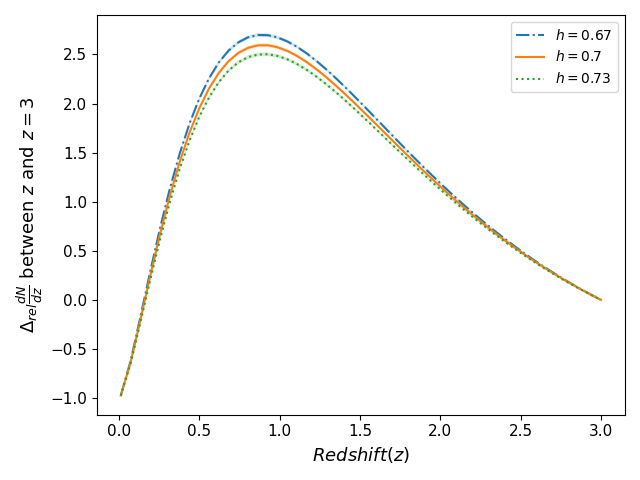 h = 0.67
h = 0.7
h = 0.73
Δrel dN/dz between z and z = 3
2.5
2.0
1.5
1.0
0.5
0.0
−0.5
−1.0
0.0 0.5 1.0 1.5 2.0 2.5 3.0
Redshift(z)